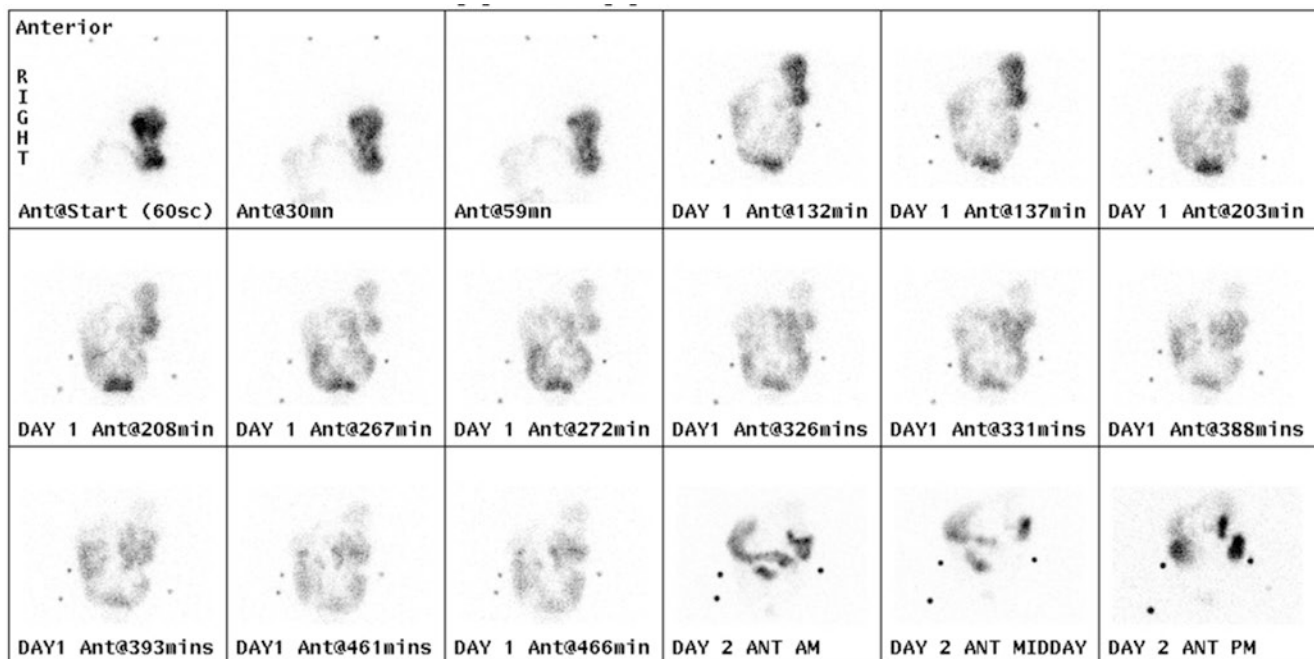 Anterior
RIGHT
Ant@Start (60sc)
Ant@30mn
Ant@59mn
DAY 1 Ant@132min
DAY 1 Ant@137min
DAY 1 Ant@203min
DAY 1 Ant@208min
DAY 1 Ant@267min
DAY 1 Ant@272min
DAY1 Ant@326mins
DAY1 Ant@331mins
DAY1 Ant@388mins
DAY1 Ant@393mins
DAY1 Ant@461mins
DAY 1 Ant@466min
DAY 2 ANT AM
DAY 2 ANT MIDDAY
DAY 2 ANT PM